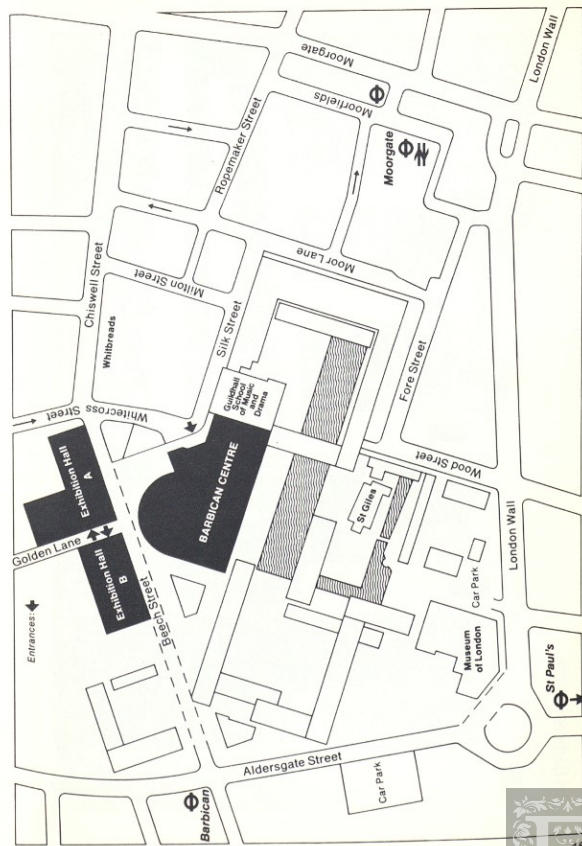 Moorgate
London Wall
Moorfields
Ropemaker Street
Moorgate
Moor Lane
Chiswell Street
Milton Street
Silk Street
Whitbreads
Fore Street
Whitecross Street
Guildhall
School
of Music
and
Drama
Wood Street
Exhibition Hall
A
BARBICAN CENTRE
St Giles
Golden Lane
Exhibition Hall
B
London Wall
Car Park
Entrances:
Beech Street
Museum
of London
St Paul's
Aldersgate Street
Car Park
Barbican